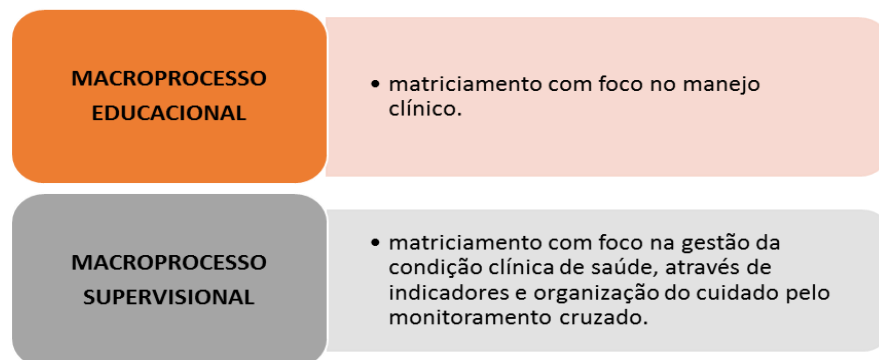 MACROPROCESSO
EDUCACIONAL
• matriciamento com foco no manejo
clínico.
MACROPROCESSO
SUPERVISIONAL
• matriciamento com foco na gestão da
condição clínica de saúde, através de
indicadores e organização do cuidado pelo
monitoramento cruzado.